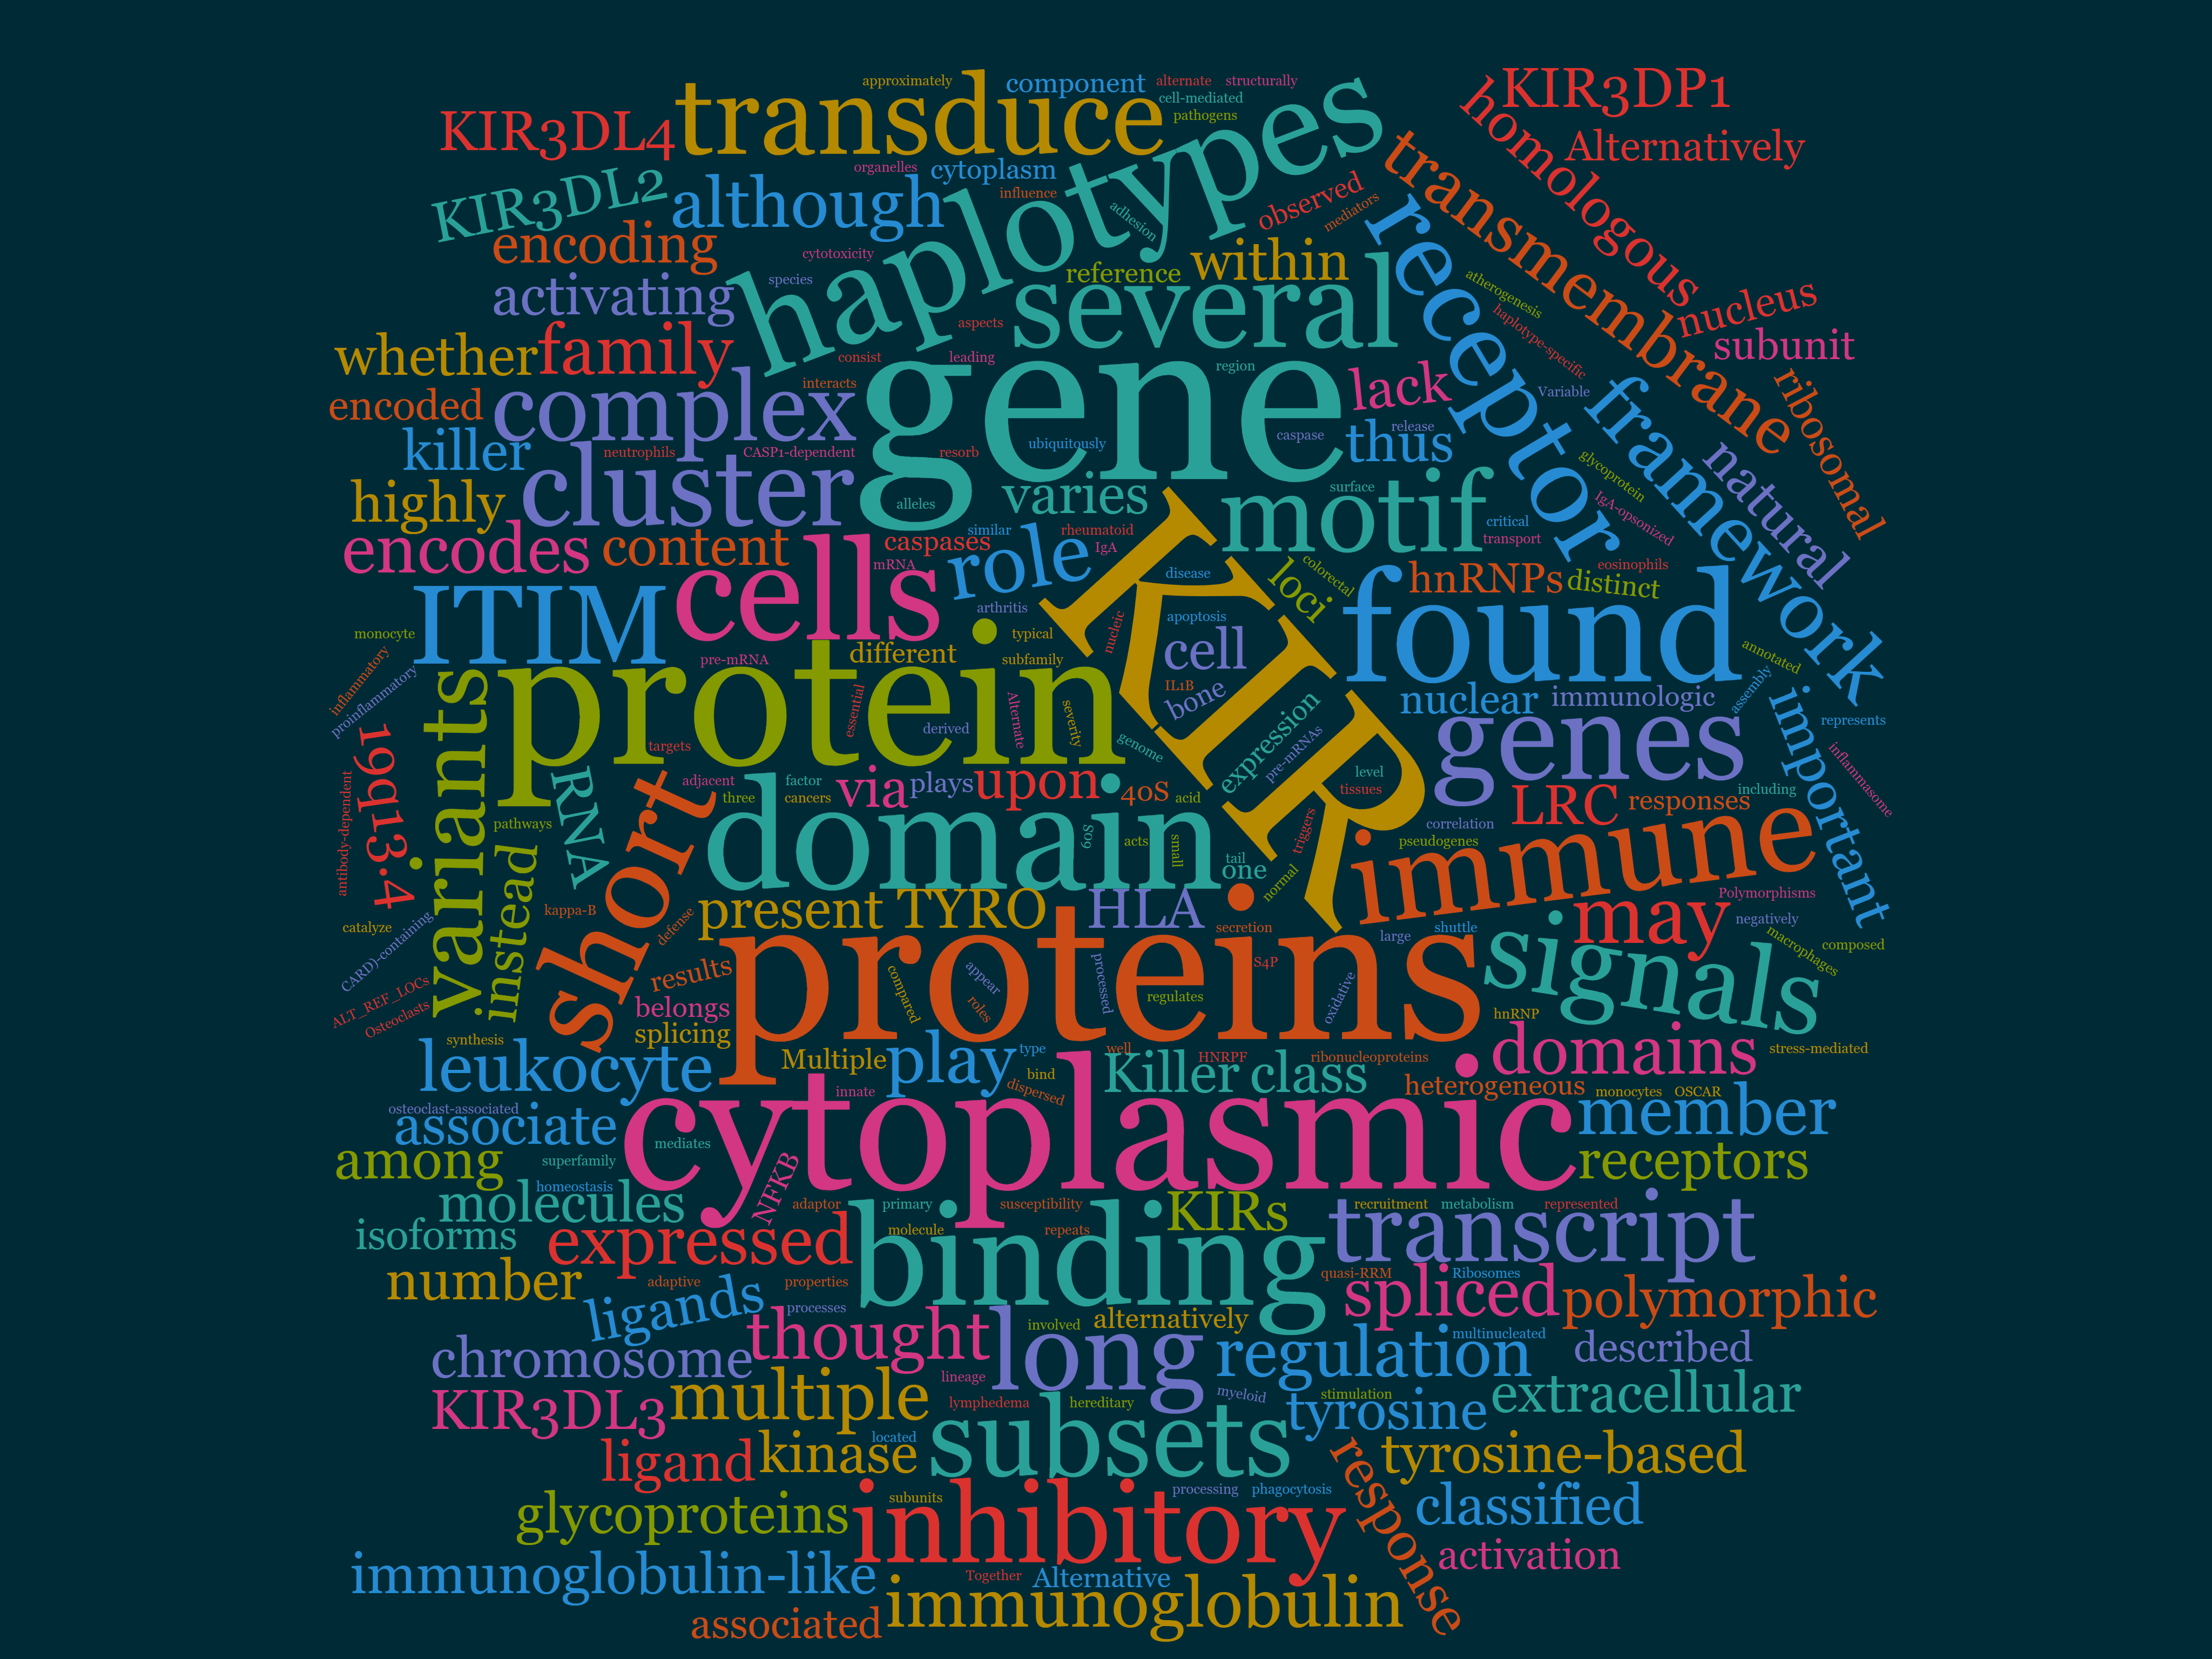 approximately component alternate structurally KIR3DP1
KIR3DL4 transduce cell-mediated pathogens homologous Alternatively
organelles cytoplasm haplotypes transmembrane
KIR3DL2 although influence adhesion observed mediators receptor
encoding cytotoxicity reference within atherogenesis nucleus
activating species several haplotype-specific subunit
whether family consist aspects leading region lack Variable framework ribosomal
encoded complex interacts gene release natural
killer neutrophils CASP1-dependent resorb ubiquitously caspase thus glycoprotein
highly cluster alleles varies motif surface IgA-opsonized
encodes content cells caspases similar rheumatoid IgA critical transport
mRNA role disease loci colorectal hnRNPs eosinophils distinct
ITIM arthritis nucleic apoptosis found
monocyte pre-mRNA different typical subfamily KIR cell annotated
inflammatory proinflammatory variants protein essential IL1B bone nuclear immunologic assembly important represents
19q13.4 targets derived Alternate severity genome expression pre-mRNAs genes inflammasome
RNA short adjacent factor via plays upon 40S level tissues LRC responses including
antibody-dependent pathways three cancers domain acid S09 acts small triggers correlation immune
instead tail one normal pseudogenes
catalyze kappa-B defense present TYRO HLA Polymorphisms may negatively
CARD)-containing results proteins secretion large shuttle signals macrophages composed
ALT_REF_LOCs Osteoclasts belongs compared appear roles processed regulates S4P oxidative hnRNP
synthesis splicing Multiple play type well HNRPF ribonucleoproteins domains stress-mediated
leukocyte innate dispersed bind Killer class heterogeneous monocytes OSCAR
osteoclast-associated associate mediates cytoplasmic member
among superfamily receptors
homeostasis molecules NFKB adaptor primary susceptibility KIRs recruitment metabolism represented
isoforms expressed molecule binding repeats transcript
number adaptive properties quasi-RRM Ribosomes
ligands processes thought long involved alternatively spliced polymorphic
chromosome lineage regulation multinucleated described
KIR3DL3 multiple lymphedema hereditary myeloid stimulation tyrosine extracellular
ligand kinase located subsets response tyrosine-based
glycoproteins subunits inhibitory processing phagocytosis classified
immunoglobulin-like Together Alternative activation
associated immunoglobulin